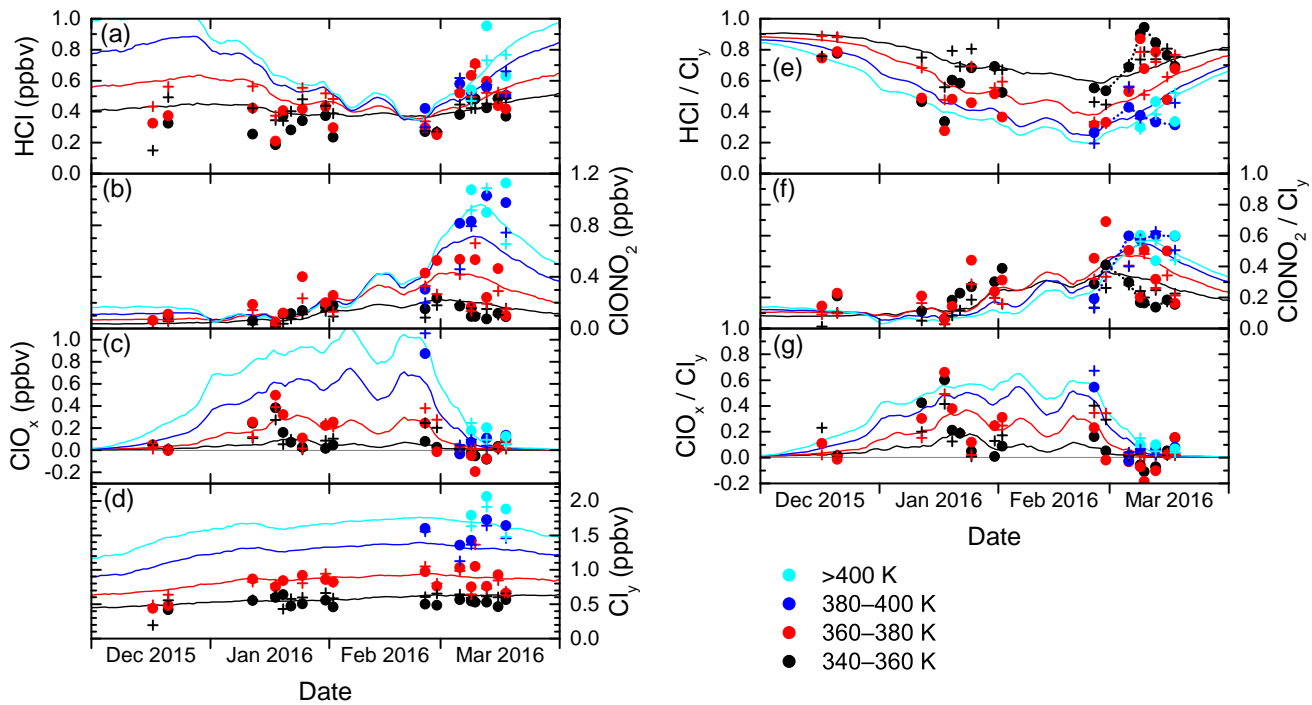 (a)
HCl (ppbv)
1.0
0.8
0.6
0.4
0.2
0.0
(b)
ClONO2 (ppbv)
1.2
0.8
0.4
0.0
(c)
ClOx (ppbv)
1.0
0.8
0.6
0.4
0.2
0.0
-0.2
(d)
Cly (ppbv)
2.0
1.5
1.0
0.5
0.0
Dec 2015 Jan 2016 Feb 2016 Mar 2016
Date
(e)
HCl / Cly
1.0
0.8
0.6
0.4
0.2
0.0
(f)
ClONO2 / Cly
1.0
0.8
0.6
0.4
0.2
0.0
(g)
ClOx / Cly
1.0
0.8
0.6
0.4
0.2
0.0
-0.2
Dec 2015 Jan 2016 Feb 2016 Mar 2016
Date
>400 K
380–400 K
360–380 K
340–360 K